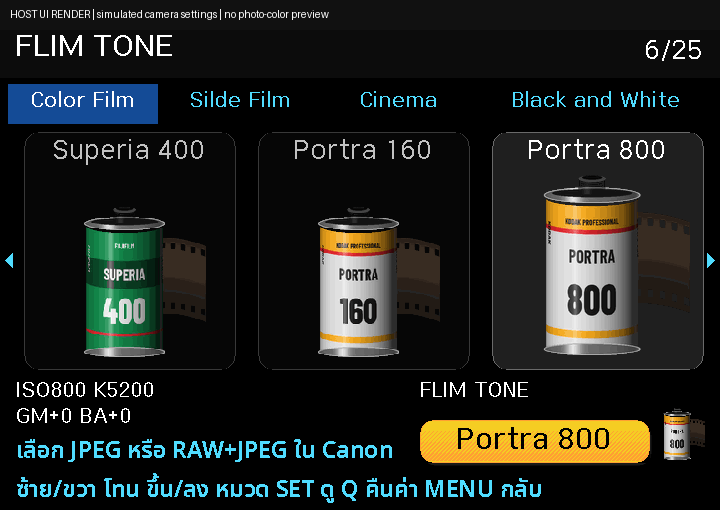 HOST UI RENDER | simulated camera settings | no photo-color preview
FLIM TONE
6/25
Color Film
Silde Film
Cinema
Black and White
Superia 400
Portra 160
Portra 800
FUJIFILM
SUPERIA
400
KODAK PROFESSIONAL
PORTRA
160
KODAK PROFESSIONAL
KODAK
PORTRA
800
ISO800 K5200
GM+0 BA+0
FLIM TONE
Portra 800
PORTRA
800
เลือก JPEG หรือ RAW+JPEG ใน Canon
ซ้าย/ขวา โทน ขึ้น/ลง หมวด SET ดู Q คืนค่า MENU กลับ